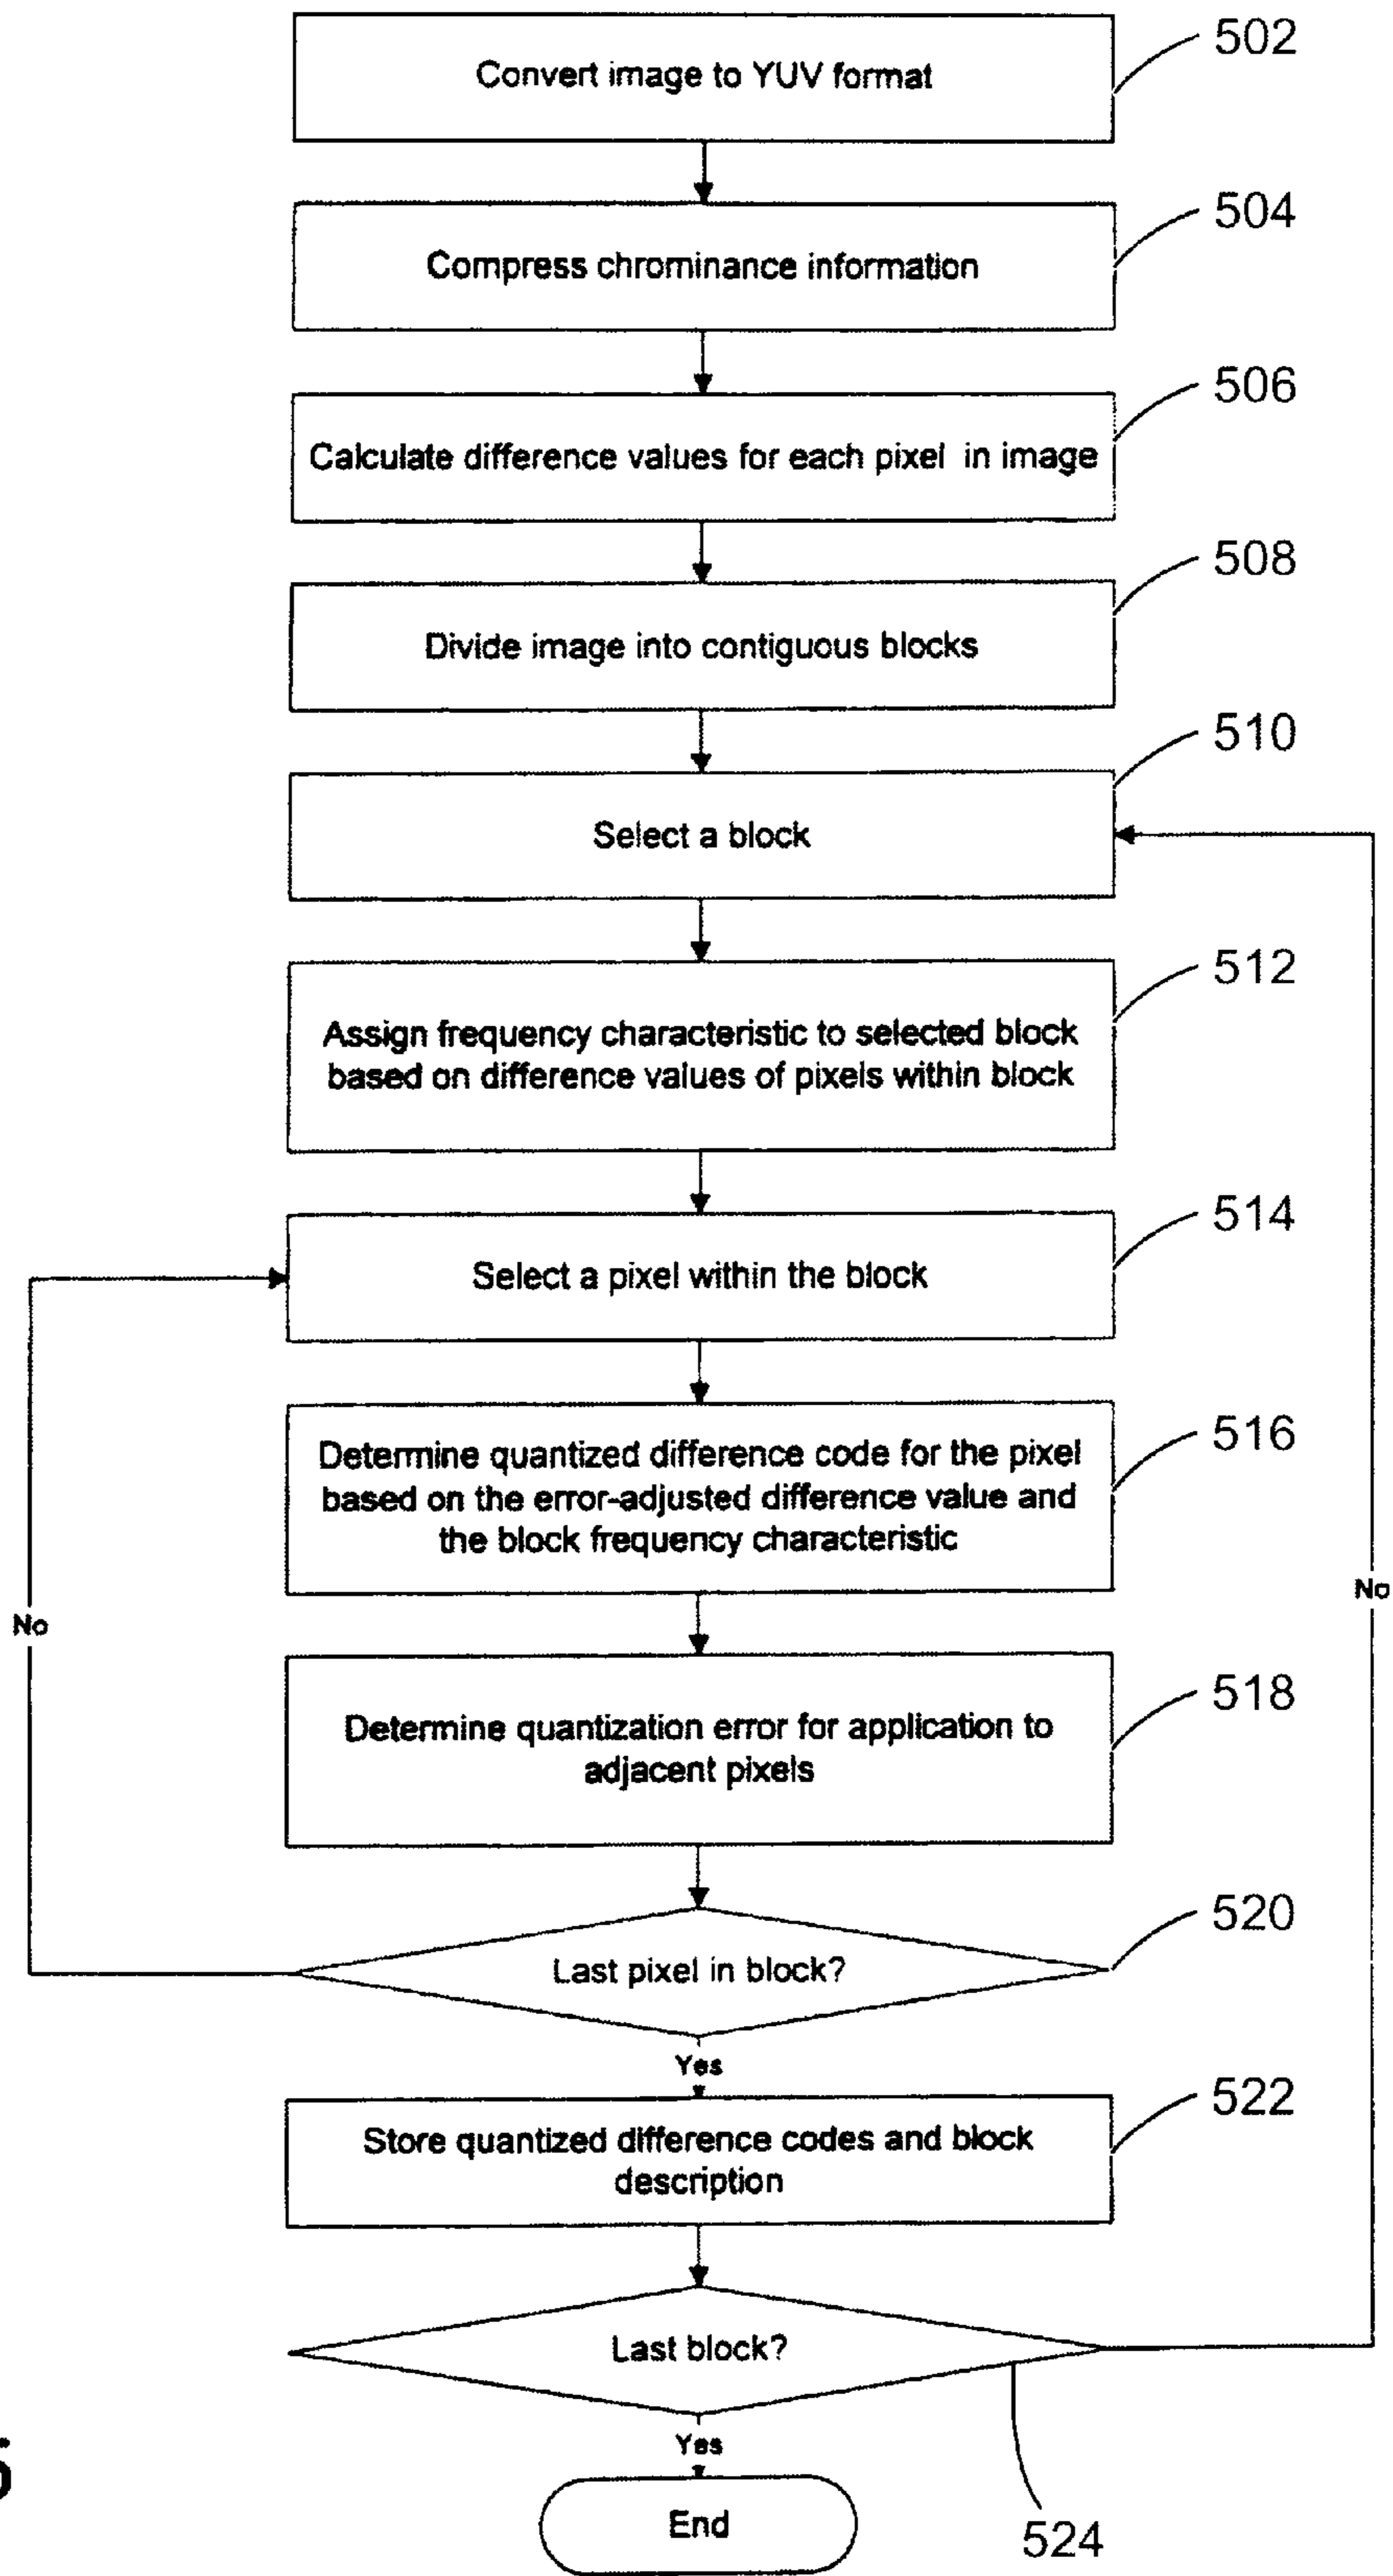 Convert image to YUV format
502
Compress chrominance information
504
Calculate difference values for each pixel in image
506
Divide image into contiguous blocks
508
Select a block
510
Assign frequency characteristic to selected block
based on difference values of pixels within block
512
Select a pixel within the block
514
Determine quantized difference code for the pixel
based on the error-adjusted difference value and
the block frequency characteristic
516
No
No
Determine quantization error for application to
adjacent pixels
518
Last pixel in block?
520
Yes
Store quantized difference codes and block
description
522
Last block?
524
Yes
End